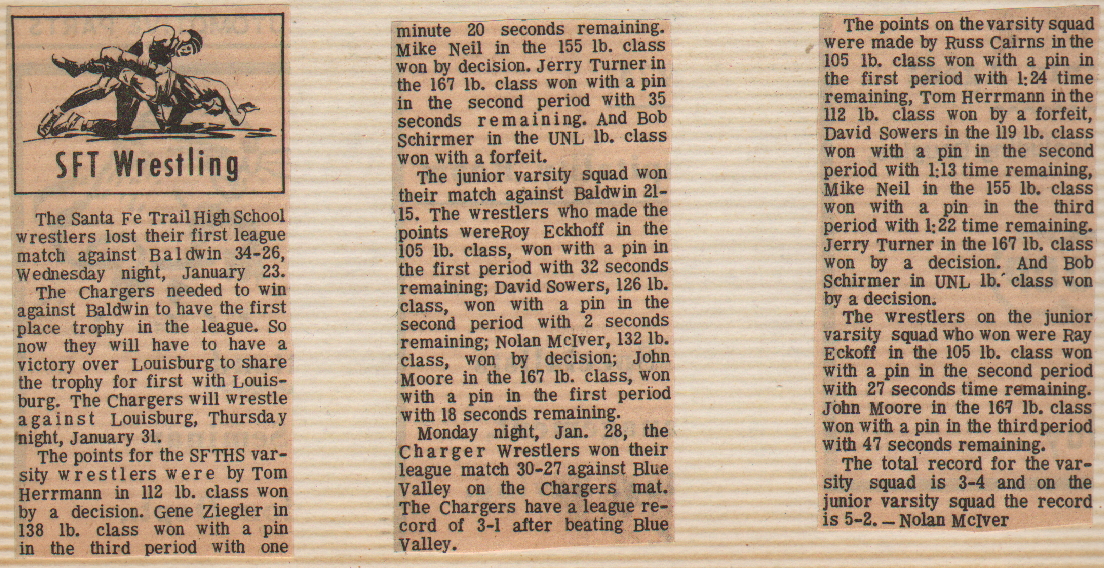 SFT Wrestling
The Santa Fe Trail High School
wrestlers lost their first league
match against Baldwin 34-26,
Wednesday night, January 23.
The Chargers needed to win
against Baldwin to have the first
place trophy in the league. So
now they will have to have a
victory over Louisburg to share
the trophy for first with Louis-
burg. The Chargers will wrestle
against Louisburg, Thursday
night, January 31.
The points for the SFTHS var-
sity wrestlers were by Tom
Herrmann in 112 lb. class won
by a decision. Gene Ziegler in
138 lb. class won with a pin
in the third period with one
minute 20 seconds remaining.
Mike Neil in the 155 lb. class
won by decision. Jerry Turner in
the 167 lb. class won with a pin
in the second period with 35
seconds remaining. And Bob
Schirmer in the UNL lb. class
won with a forfeit.
The junior varsity squad won
their match against Baldwin 21-
15. The wrestlers who made the
points wereRoy Eckhoff in the
105 lb. class, won with a pin in
the first period with 32 seconds
remaining; David Sowers, 126 lb.
class, won with a pin in the
second period with 2 seconds
remaining; Nolan McIver, 132 lb.
class, won by decision; John
Moore in the 167 lb. class, won
with a pin in the first period
with 18 seconds remaining.
Monday night, Jan. 28, the
Charger Wrestlers won their
league match 30-27 against Blue
Valley on the Chargers mat.
The Chargers have a league re-
cord of 3-1 after beating Blue
Valley.
The points on the varsity squad
were made by Russ Cairns in the
105 lb. class won with a pin in
the first period with 1:24 time
remaining, Tom Herrmann in the
112 lb. class won by a forfeit,
David Sowers in the 119 lb. class
won with a pin in the second
period with 1:13 time remaining,
Mike Neil in the 155 lb. class
won with a pin in the third
period with 1:22 time remaining.
Jerry Turner in the 167 lb. class
won by a decision. And Bob
Schirmer in UNL lb. class won
by a decision.
The wrestlers on the junior
varsity squad who won were Ray
Eckoff in the 105 lb. class won
with a pin in the second period
with 27 seconds time remaining.
John Moore in the 167 lb. class
won with a pin in the third period
with 47 seconds remaining.
The total record for the var-
sity squad is 3-4 and on the
junior varsity squad the record
is 5-2. — Nolan McIver